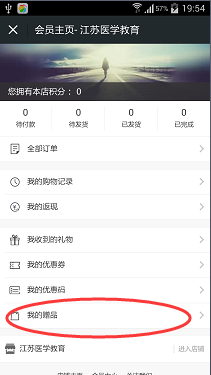 57% 19:54
会员主页- 江苏医学教育
您拥有本店积分： 0
0 0 0 0
待付款 待发货 已发货 已完成
全部订单
我的购物记录
我的返现
我收到的礼物
我的优惠券
我的优惠码
我的赠品
江苏医学教育 进入店铺